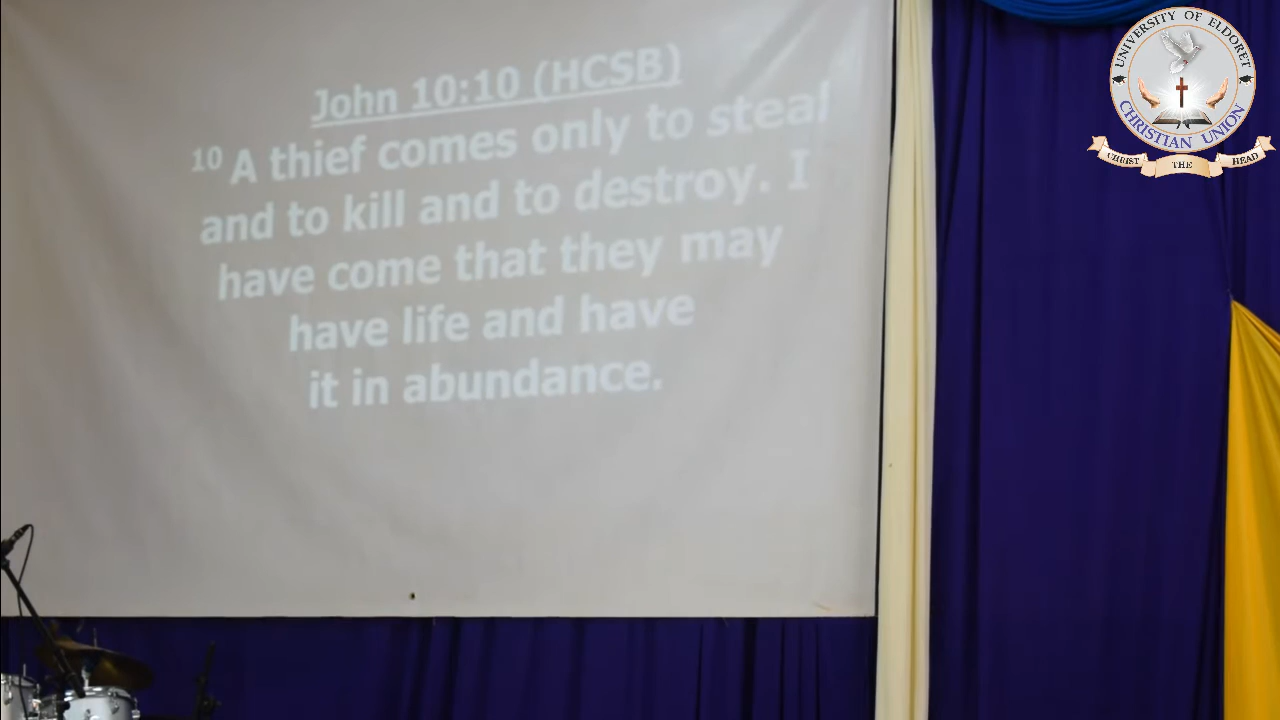 John 10:10 (HCSB)
10 A thief comes only to steal
and to kill and to destroy. I
have come that they may
have life and have
it in abundance.
UNIVERSITY OF ELDORET
CHRISTIAN UNION
CHRIST THE HEAD